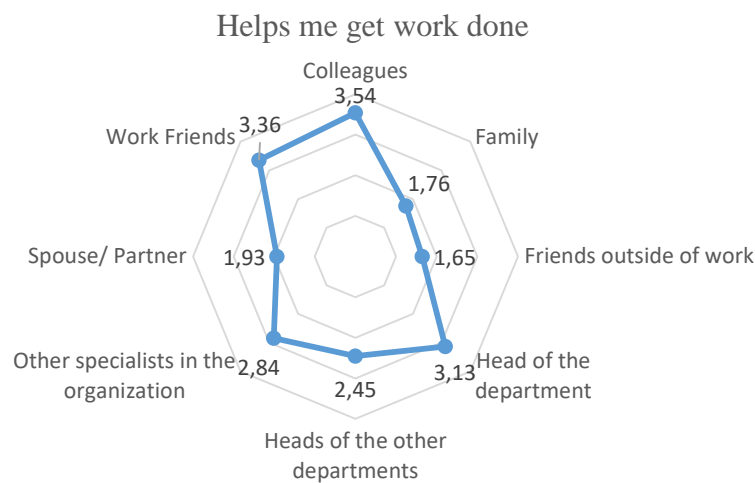 Helps me get work done
Colleagues
3,54
Family
1,76
Friends outside of work
1,65
Head of the
department
3,13
Heads of the other
departments
2,45
Other specialists in the
organization
2,84
Spouse/ Partner
1,93
Work Friends
3,36